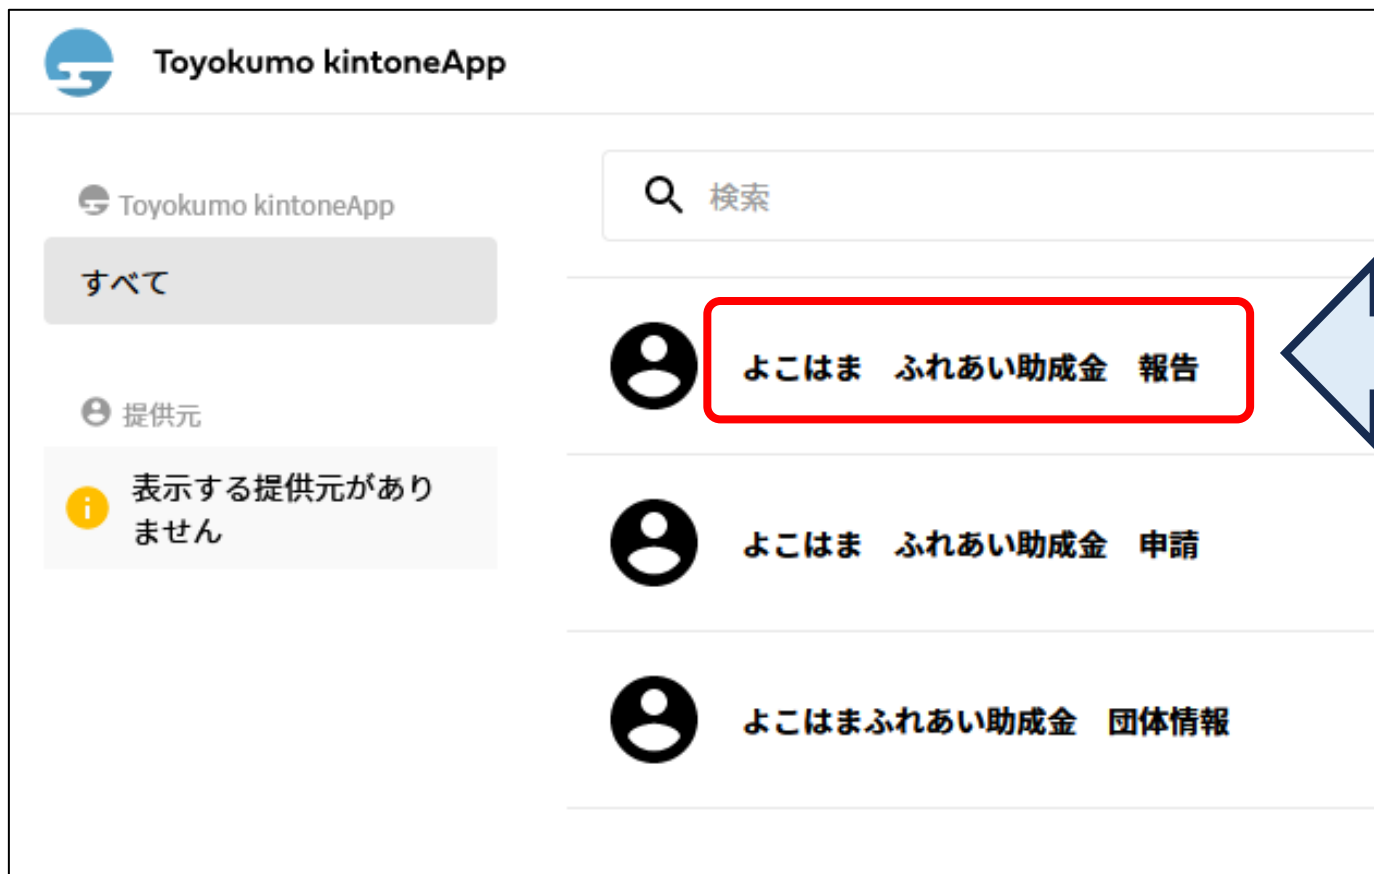 Toyokumo kintoneApp
Toyokumo kintoneApp
すべて
提供元
表示する提供元があり
ません
検索
よこはま　ふれあい助成金　報告
よこはま　ふれあい助成金　申請
よこはまふれあい助成金　団体情報